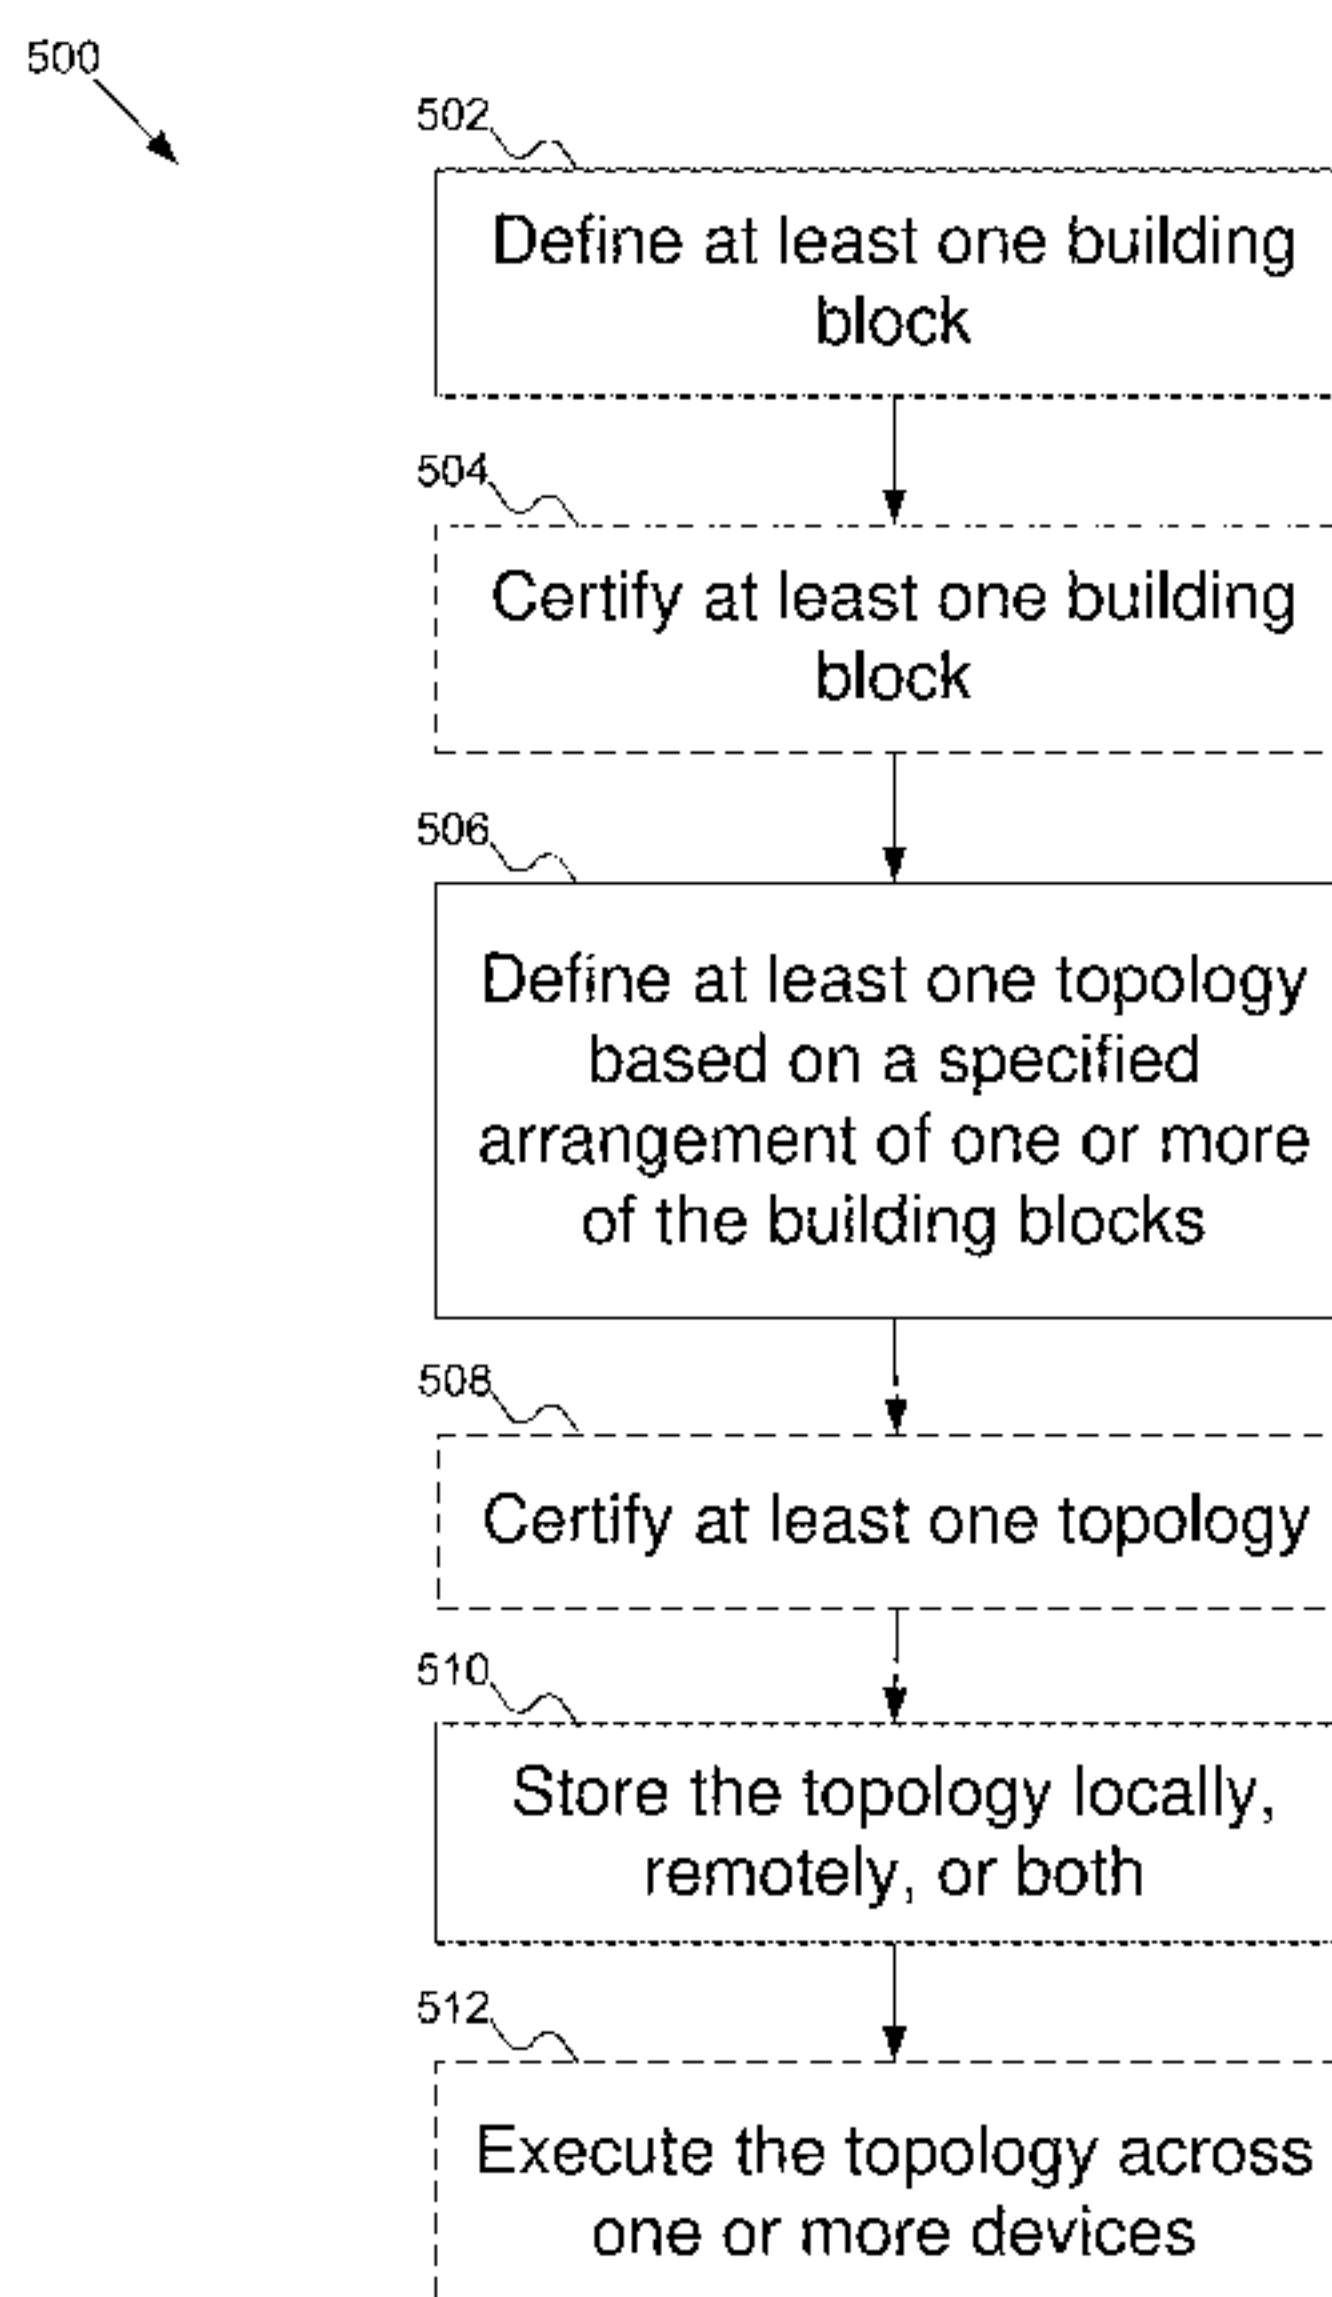 500
502
Define at least one building
block
504
Certify at least one building
block
506
Define at least one topology
based on a specified
arrangement of one or more
of the building blocks
508
Certify at least one topology
510
Store the topology locally,
remotely, or both
512
Execute the topology across
one or more devices